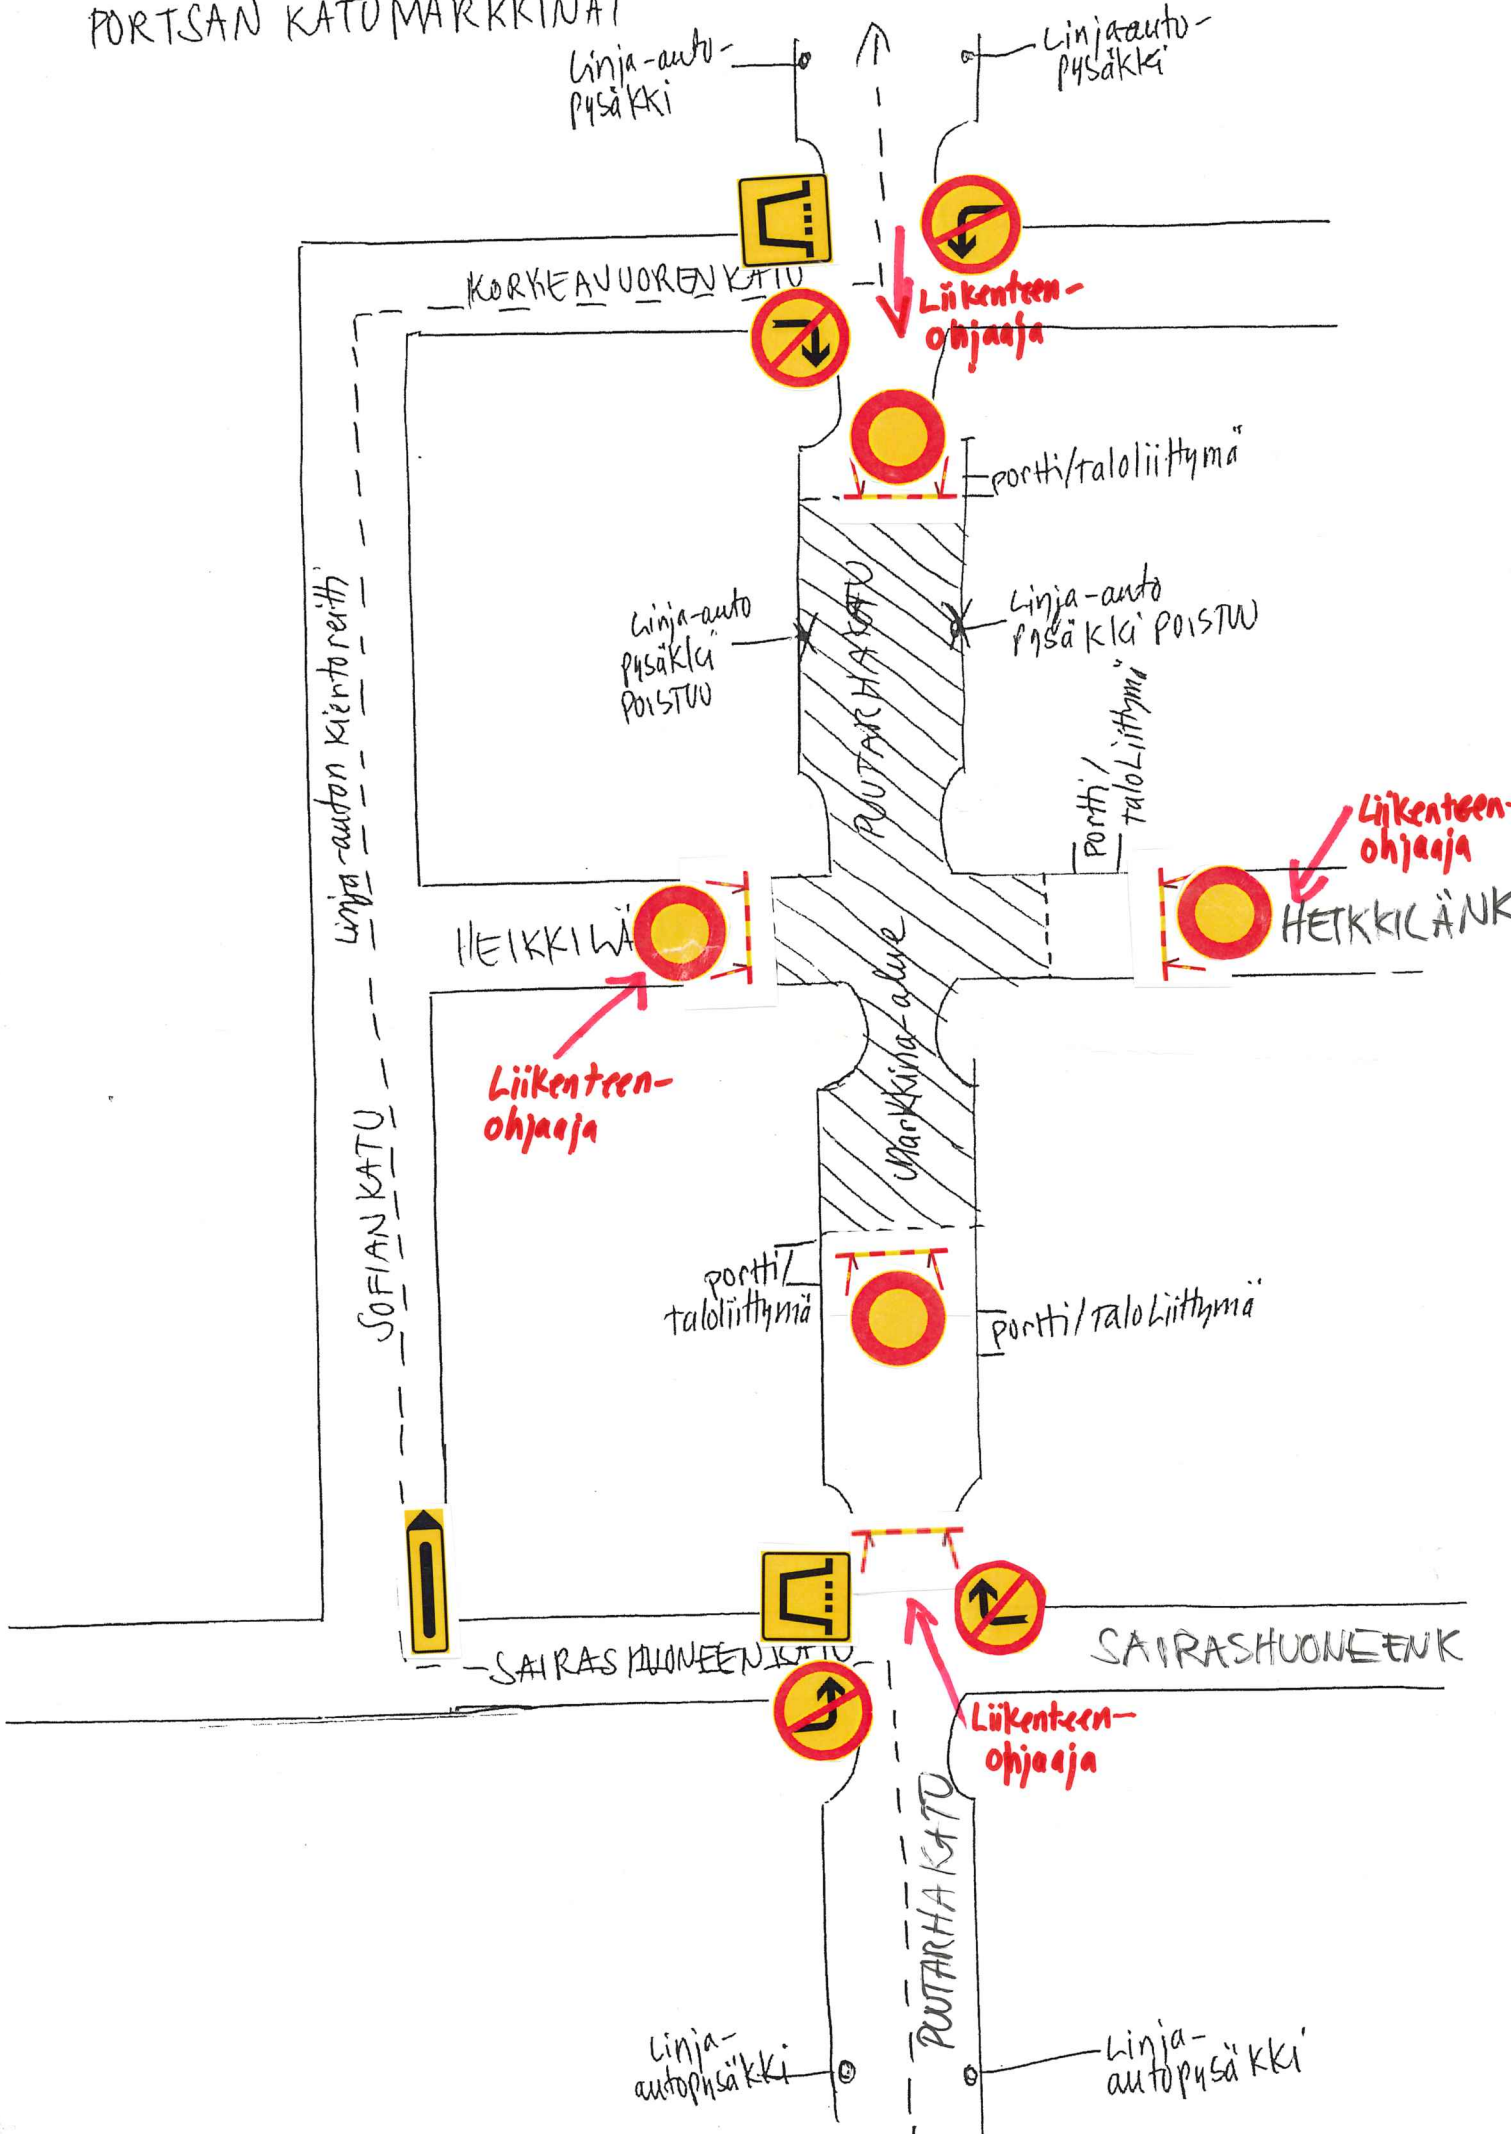 PORTSAN KATUMARKKINAT
Linja-auto-
pysäkki
Linja-auto-
pysäkki
KORKEAVUORENKATU
Liikenteen-
ohjaaja
portti/taloliittymä
Linja-auto
pysäkki
POISTUU
PUUTARHAKATU
Linja-auto
pysäkki POISTUU
portti/
taloliittymä
Linja-auton kiertoreitti
Liikenteen-
ohjaaja
HEIKKILÄ
HEIKKILÄNK
Markkina-alue
Liikenteen-
ohjaaja
SOFIANKATU
portti/
taloliittymä
portti/taloliittymä
SAIRASHUONEENKATU
SAIRASHUONEENK
Liikenteen-
ohjaaja
PUUTARHAKATU
Linja-
autopysäkki
Linja-
autopysäkki